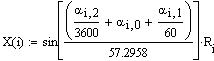 X(i) := sin[((α_{i,2}/3600 + α_{i,0} + α_{i,1}/60)/57.2958)]·R_i